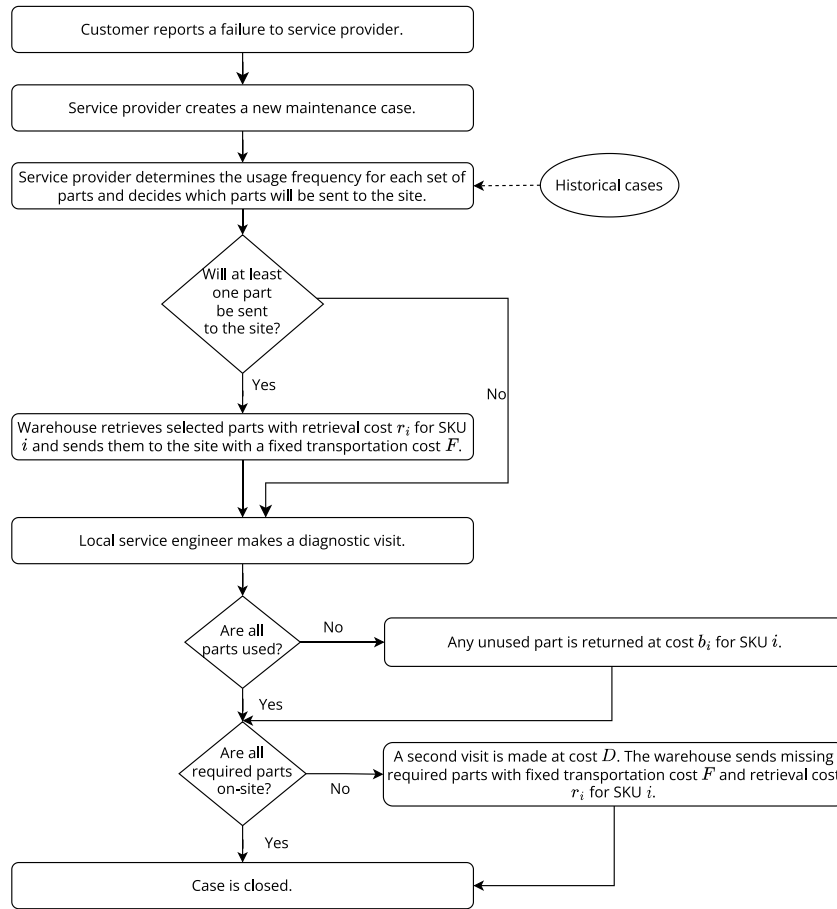 Customer reports a failure to service provider.
Service provider creates a new maintenance case.
Service provider determines the usage frequency for each set of
parts and decides which parts will be sent to the site.
Historical cases
Will at least
one part
be sent
to the site?
No
Yes
Warehouse retrieves selected parts with retrieval cost r_i for SKU
i and sends them to the site with a fixed transportation cost F.
Local service engineer makes a diagnostic visit.
Are all
parts used?
No
Any unused part is returned at cost b_i for SKU i.
Yes
Are all
required parts
on-site?
No
A second visit is made at cost D. The warehouse sends missing
required parts with fixed transportation cost F and retrieval cost
r_i for SKU i.
Yes
Case is closed.